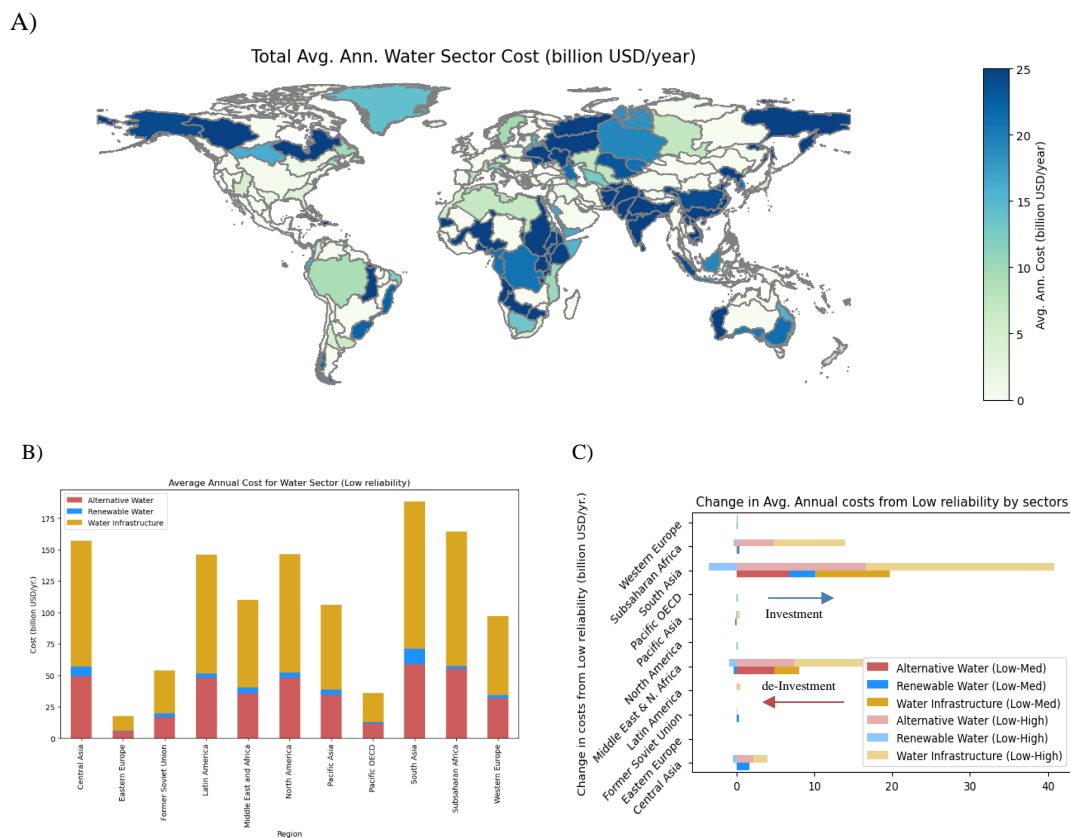 A)
Total Avg. Ann. Water Sector Cost (billion USD/year)
25
20
15
10
5
0
Avg. Ann. Cost (billion USD/year)
B)
Average Annual Cost for Water Sector (Low reliability)
Alternative Water
Renewable Water
Water Infrastructure
Cost (billion USD/yr.)
175
150
125
100
75
50
25
0
Central Asia
Eastern Europe
Former Soviet Union
Latin America
Middle East and Africa
North America
Pacific Asia
Pacific OECD
South Asia
Subsaharan Africa
Western Europe
Region
C)
Change in Avg. Annual costs from Low reliability by sectors
Change in costs from Low reliability (billion USD/yr.)
Western Europe
Subsaharan Africa
South Asia
Pacific OECD
Pacific Asia
North America
Middle East & N. Africa
Latin America
Former Soviet Union
Eastern Europe
Central Asia
Investment
de-Investment
Alternative Water (Low-Med)
Renewable Water (Low-Med)
Water Infrastructure (Low-Med)
Alternative Water (Low-High)
Renewable Water (Low-High)
Water Infrastructure (Low-High)
0
10
20
30
40